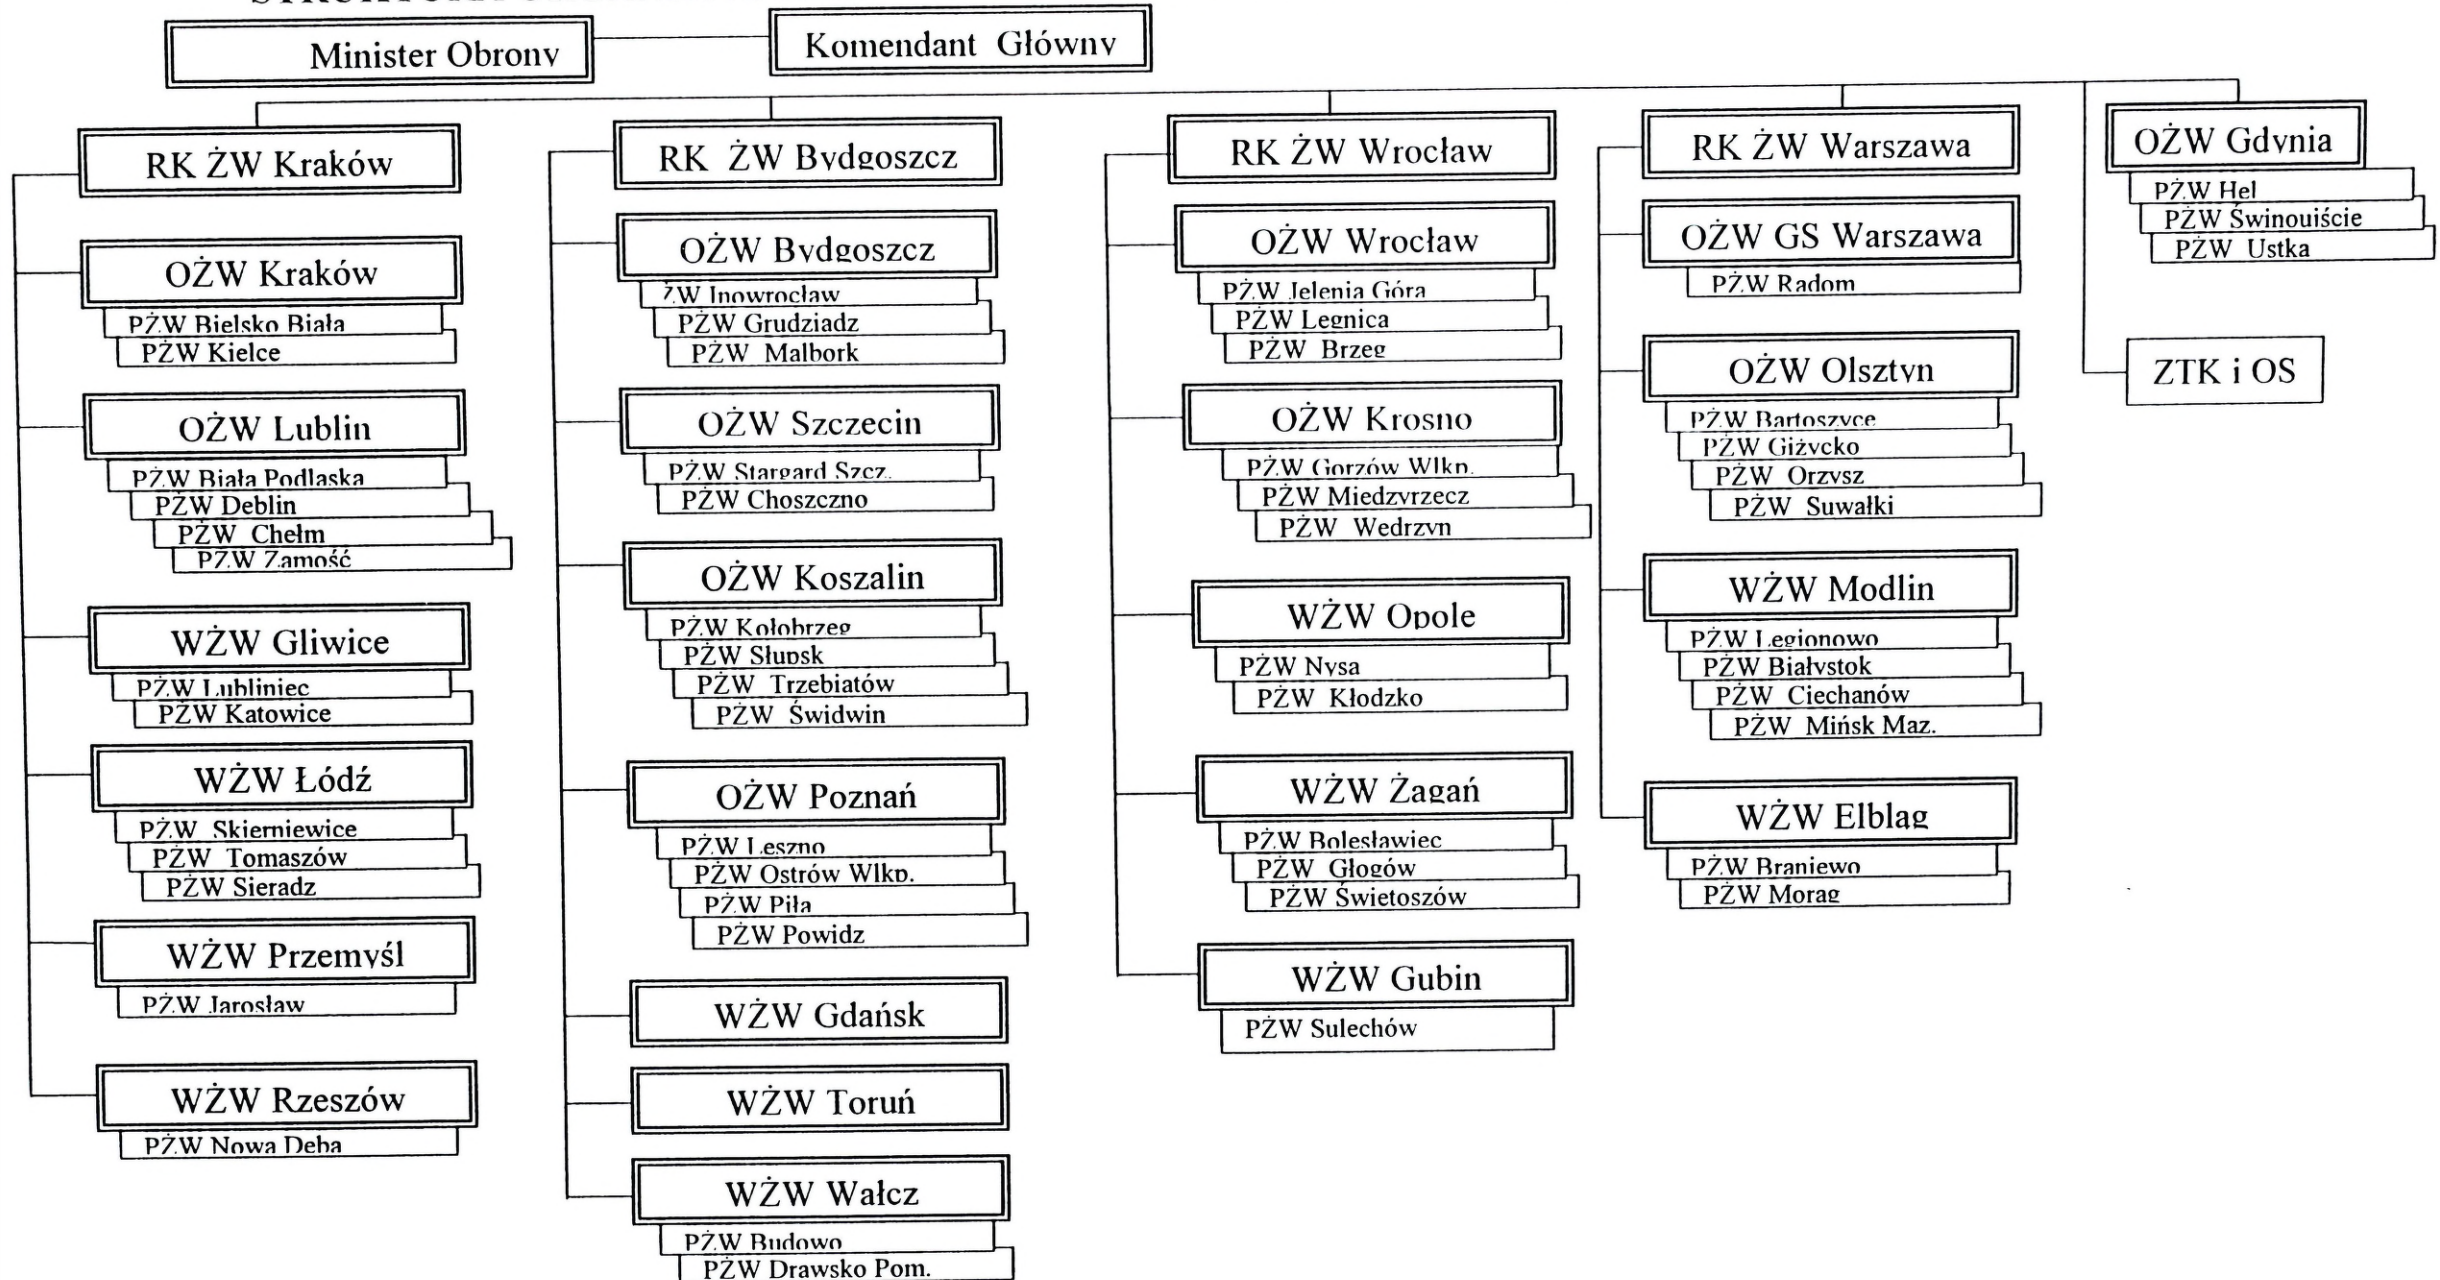 Minister Obrony
Komendant Główny
RK ŻW Kraków
OŻW Kraków
PŻW Bielsko Biała
PŻW Kielce
OŻW Lublin
PŻW Biała Podlaska
PŻW Deblin
PŻW Chełm
PŻW Zamość
WŻW Gliwice
PŻW Lubliniec
PŻW Katowice
WŻW Łódź
PŻW Skierniewice
PŻW Tomaszów
PŻW Sieradz
WŻW Przemyśl
PŻW Jarosław
WŻW Rzeszów
PŻW Nowa Deba
RK ŻW Bydgoszcz
OŻW Bydgoszcz
ŻW Inowrocław
PŻW Grudziadz
PŻW Malbork
OŻW Szczecin
PŻW Stargard Szcz.
PŻW Choszczno
OŻW Koszalin
PŻW Kołobrzeg
PŻW Słupsk
PŻW Trzebiatów
PŻW Świdwin
OŻW Poznań
PŻW Leszno
PŻW Ostrów Wlkp.
PŻW Piła
PŻW Powidz
WŻW Gdańsk
WŻW Toruń
WŻW Wałcz
PŻW Budowo
PŻW Drawsko Pom.
RK ŻW Wrocław
OŻW Wrocław
PŻW Jelenia Góra
PŻW Legnica
PŻW Brzeg
OŻW Krosno
PŻW Gorzów Wlkp.
PŻW Miedzyrzecz
PŻW Wedrzyn
WŻW Opole
PŻW Nysa
PŻW Kłodzko
WŻW Żagań
PŻW Bolesławiec
PŻW Głogów
PŻW Świetoszów
WŻW Gubin
PŻW Sulechów
RK ŻW Warszawa
OŻW GS Warszawa
PŻW Radom
OŻW Olsztyn
PŻW Bartoszyce
PŻW Giżycko
PŻW Orzysz
PŻW Suwałki
WŻW Modlin
PŻW Legionowo
PŻW Białystok
PŻW Ciechanów
PŻW Mińsk Maz.
WŻW Elblag
PŻW Braniewo
PŻW Morag
OŻW Gdynia
PŻW Hel
PŻW Świnoujście
PŻW Ustka
ZTK i OS